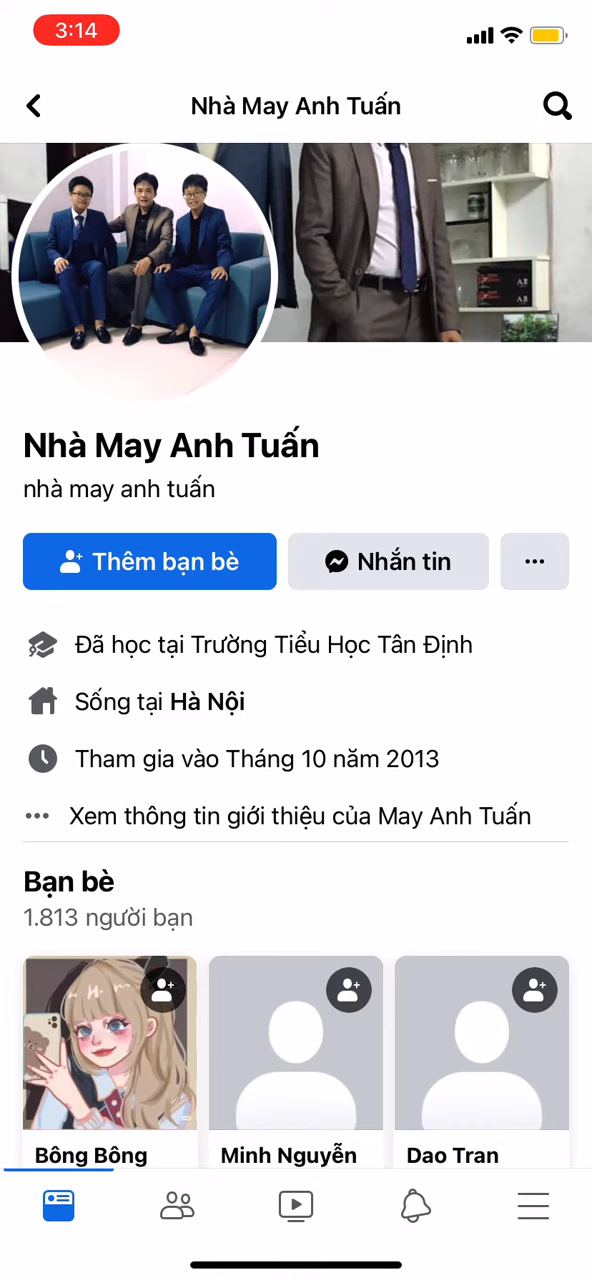 3:14
Nhà May Anh Tuấn
Nhà May Anh Tuấn
nhà may anh tuấn
Thêm bạn bè
Nhắn tin
Đã học tại Trường Tiểu Học Tân Định
Sống tại Hà Nội
Tham gia vào Tháng 10 năm 2013
Xem thông tin giới thiệu của May Anh Tuấn
Bạn bè
1.813 người bạn
Bông Bông
Minh Nguyễn
Dao Tran